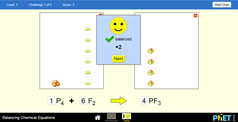 Level 1 Challenge 1 of 5 Score: 2 Start Over
balanced
+2
Next
1 P4 + 6 F2 4 PF3
Balancing Chemical Equations PhET